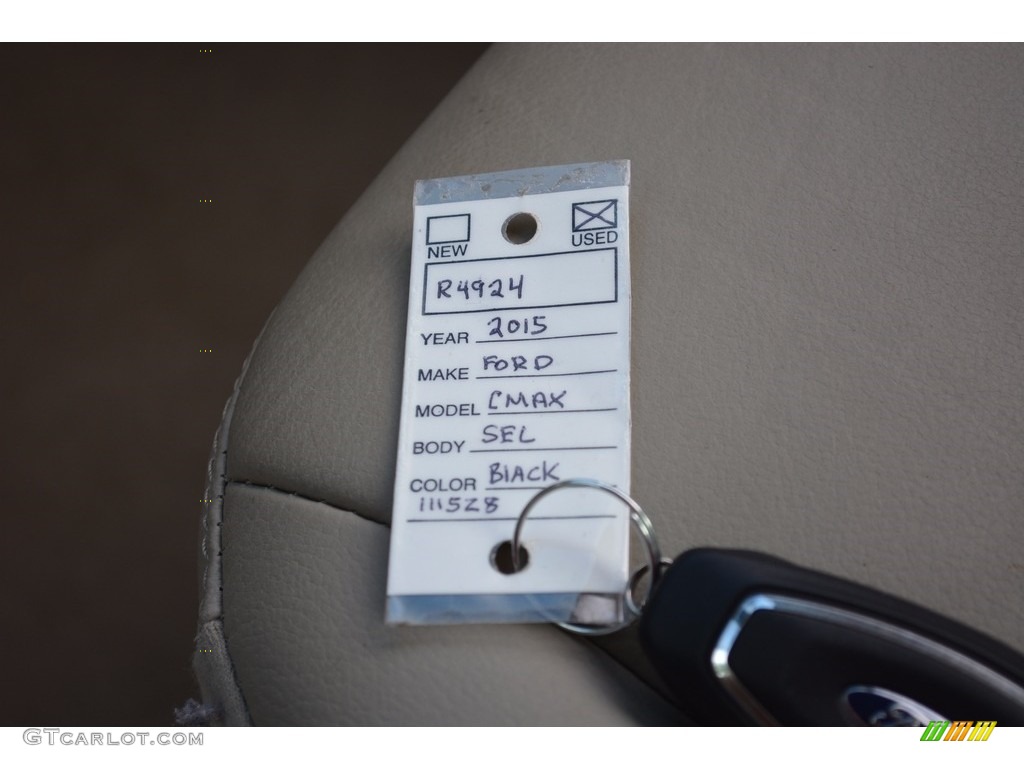 NEW USED
R4924
YEAR 2015
MAKE FORD
MODEL CMAX
BODY SEL
COLOR BlACK
111528
GTCARLOT.COM